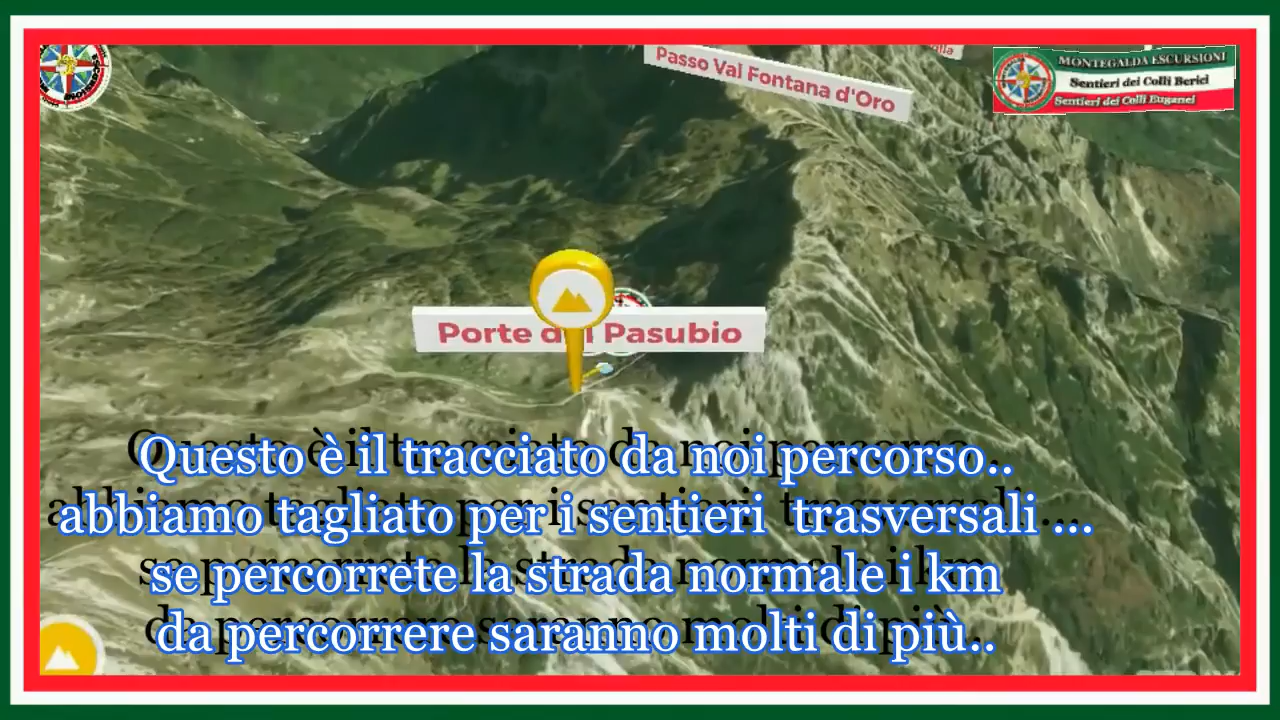 Passo Val Fontana d'Oro
MONTEGALDA ESCURSIONI
Sentieri dei Colli Berici
Sentieri dei Colli Euganei
Porte del Pasubio
Questo è il tracciato da noi percorso..
abbiamo tagliato per i sentieri trasversali ...
se percorrete la strada normale i km
da percorrere saranno molti di più..